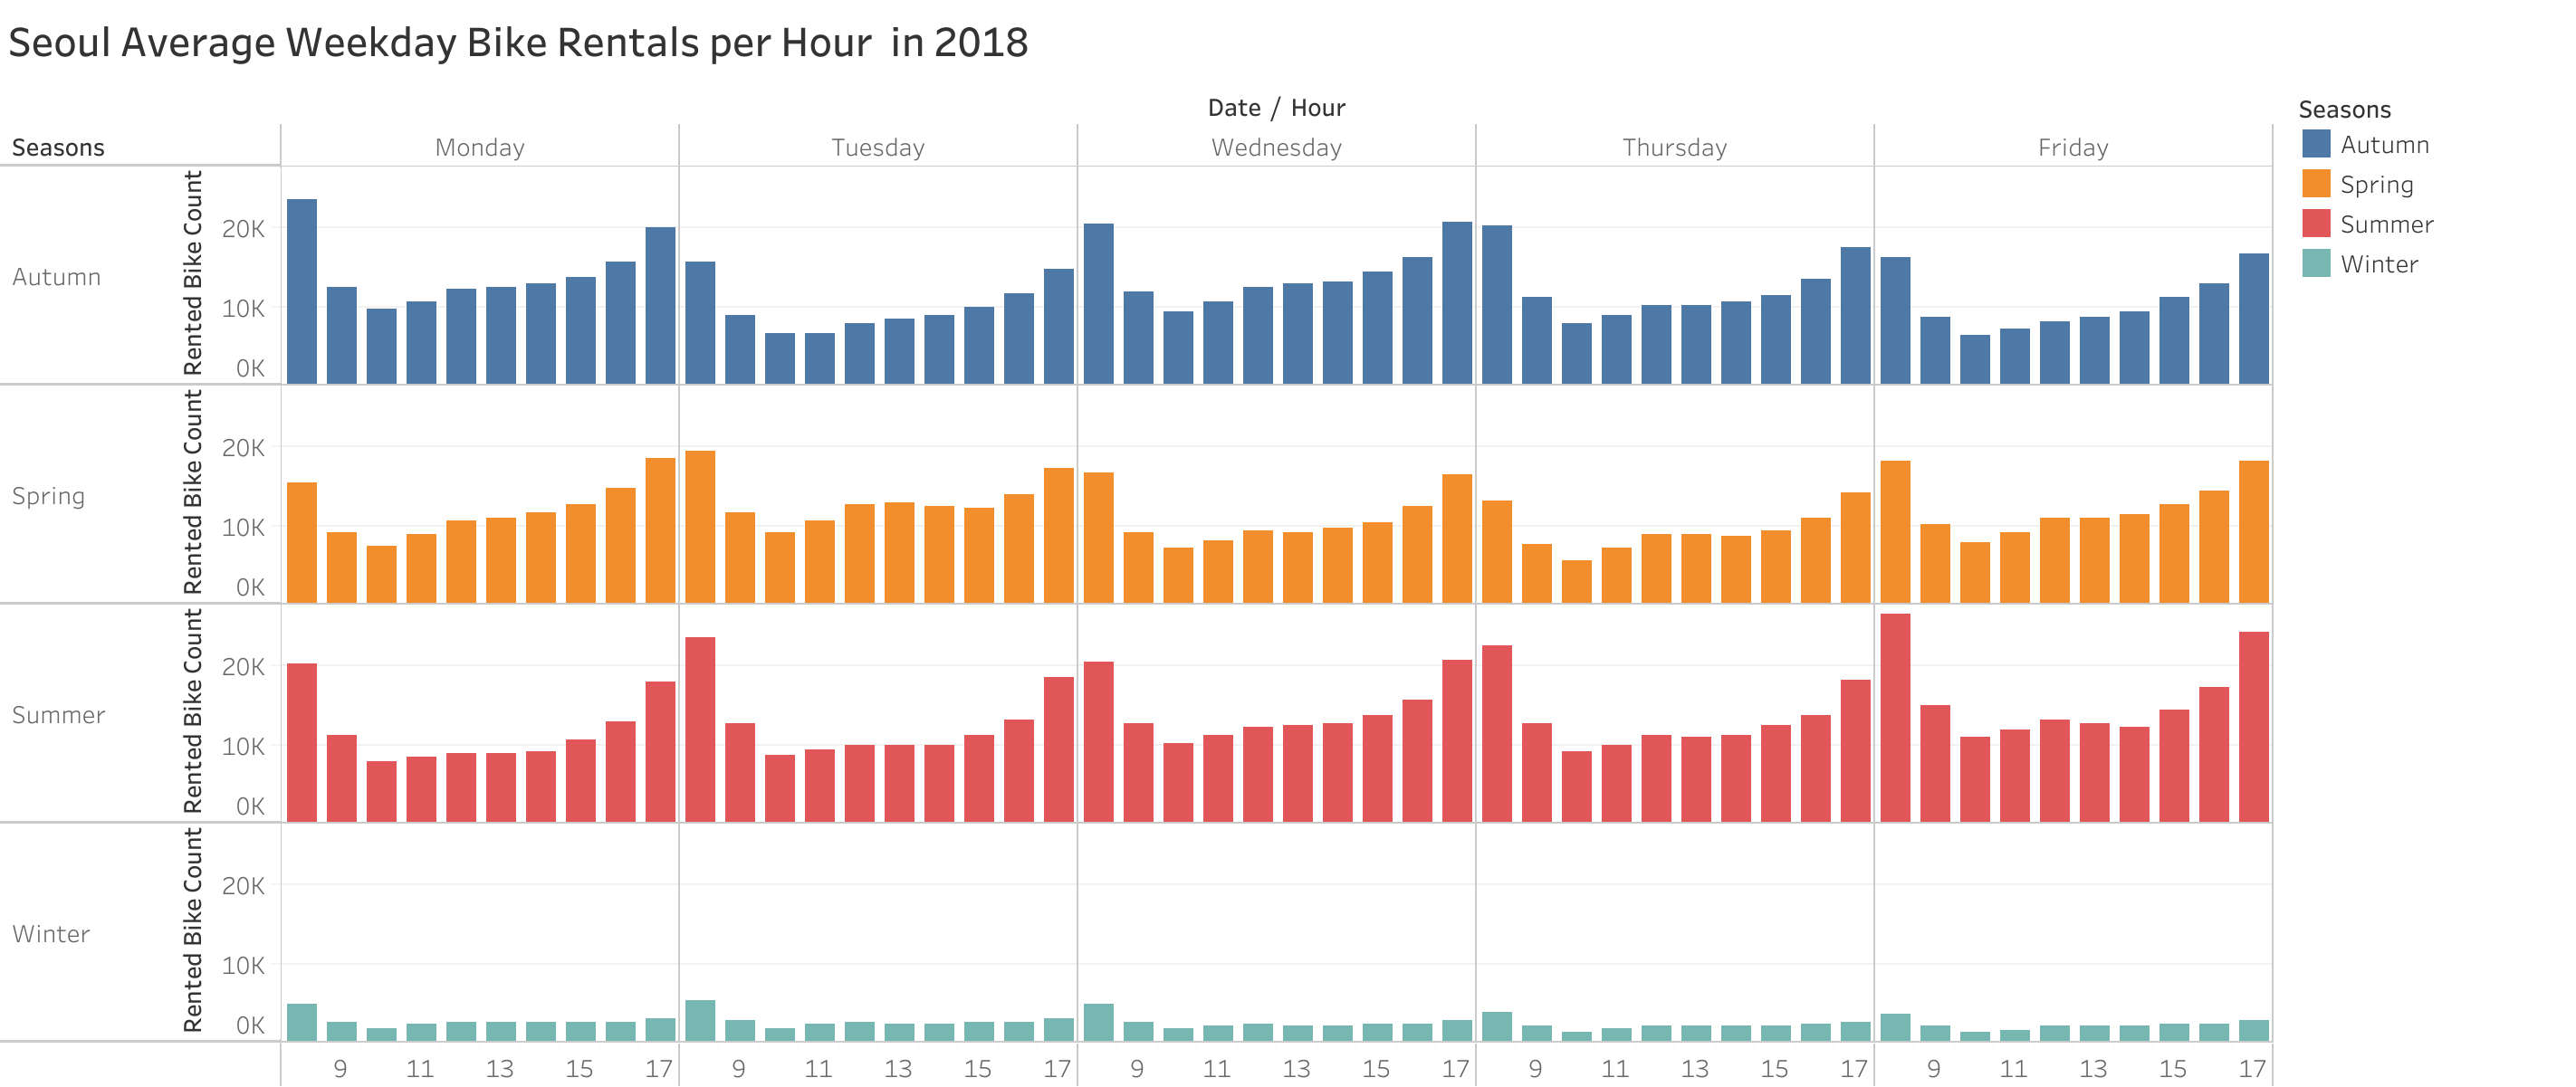 Seoul Average Weekday Bike Rentals per Hour  in 2018
Date / Hour
Seasons
Monday
Tuesday
Wednesday
Thursday
Friday
Autumn
Rented Bike Count
20K
10K
0K
Spring
Rented Bike Count
20K
10K
0K
Summer
Rented Bike Count
20K
10K
0K
Winter
Rented Bike Count
20K
10K
0K
9 11 13 15 17 9 11 13 15 17 9 11 13 15 17 9 11 13 15 17 9 11 13 15 17
Seasons
Autumn
Spring
Summer
Winter